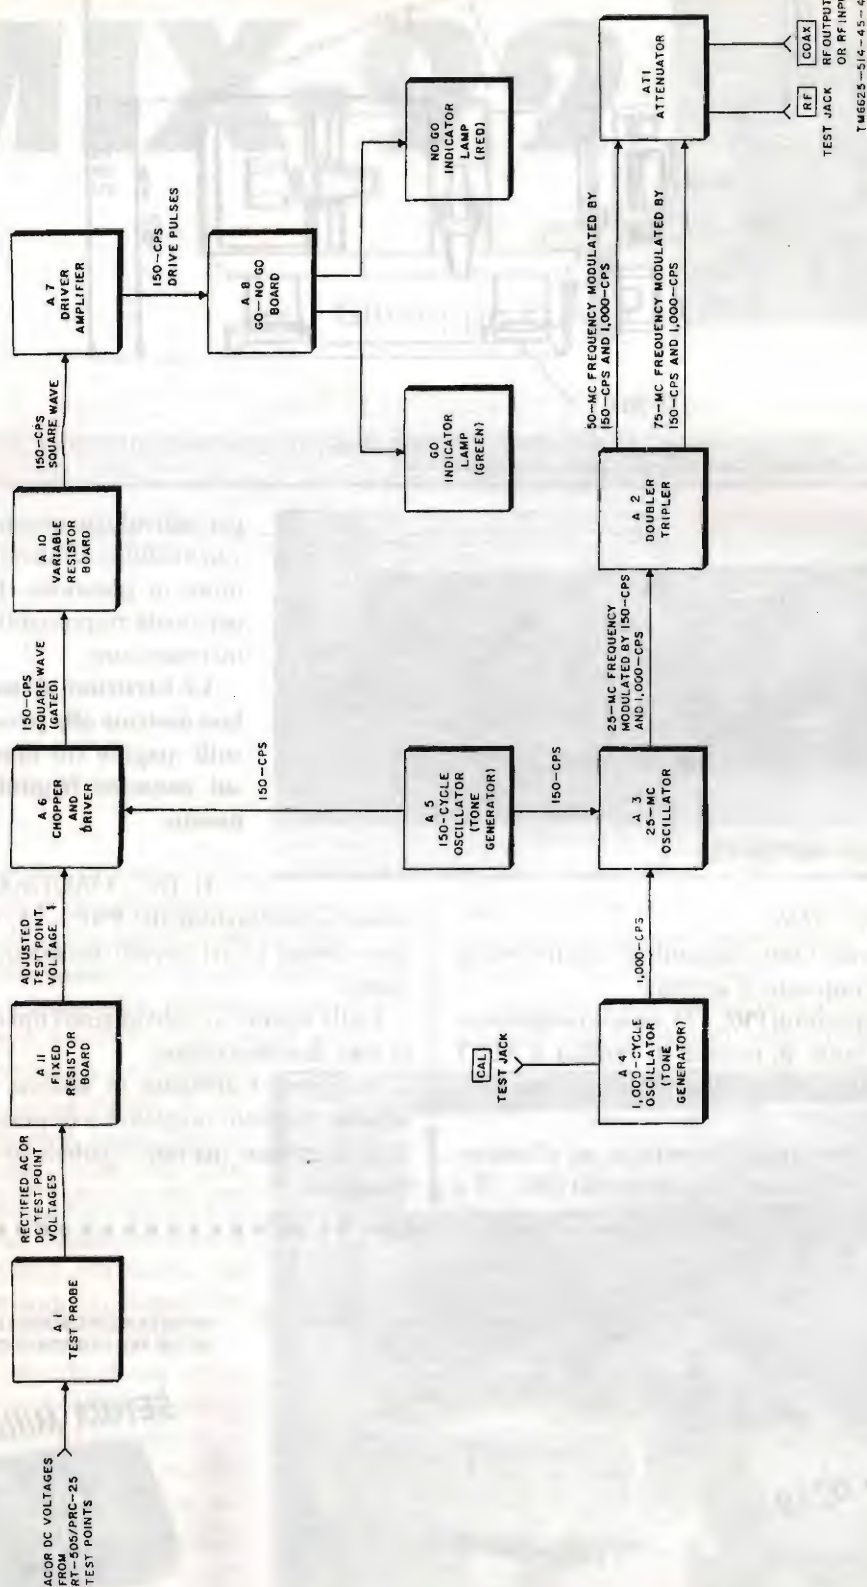 AC OR DC VOLTAGES
FROM
RT-505/PRC-25
TEST POINTS
A 1
TEST PROBE
RECTIFIED AC OR
DC TEST POINT
VOLTAGES
A 11
FIXED
RESISTOR
BOARD
ADJUSTED
TEST POINT
VOLTAGE
A 6
CHOPPER
AND
DRIVER
150-CPS
SQUARE WAVE
(GATED)
A 10
VARIABLE
RESISTOR
BOARD
150-CPS
SQUARE WAVE
A 7
DRIVER
AMPLIFIER
150-CPS
DRIVE PULSES
A 8
GO-NO GO
BOARD
GO
INDICATOR
LAMP
(GREEN)
NO GO
INDICATOR
LAMP
(RED)
150-CPS
A 5
150-CYCLE
OSCILLATOR
(TONE
GENERATOR)
150-CPS
CAL
TEST JACK
A 4
1,000-CYCLE
OSCILLATOR
(TONE
GENERATOR)
1,000-CPS
A 3
25-MC
OSCILLATOR
25-MC FREQUENCY
MODULATED BY 150-CPS
AND 1,000-CPS
A 2
DOUBLER
TRIPLER
50-MC FREQUENCY MODULATED BY
150-CPS AND 1,000-CPS
75-MC FREQUENCY MODULATED BY
150-CPS AND 1,000-CPS
AT1
ATTENUATOR
RF
TEST JACK
COAX
RF OUTPUT
OR RF INPUT
TM6625-514-45-4